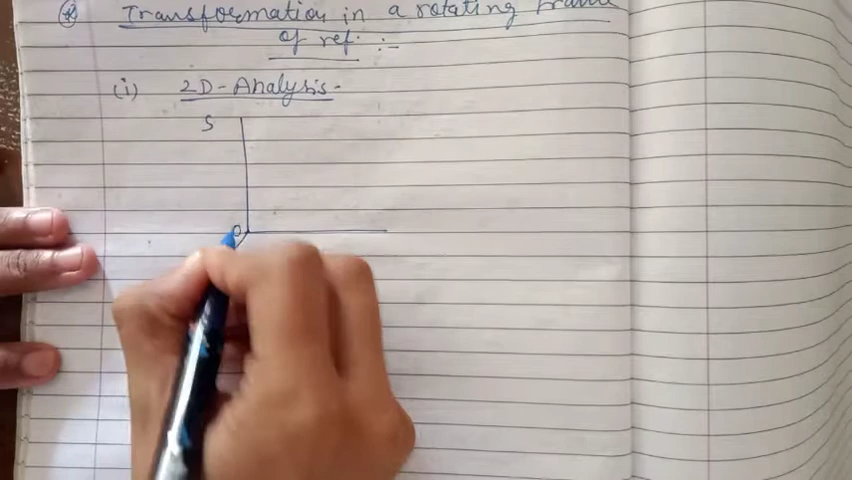 Transformation in a rotating frame
of ref. :-
(i) 2D-Analysis-
S
O